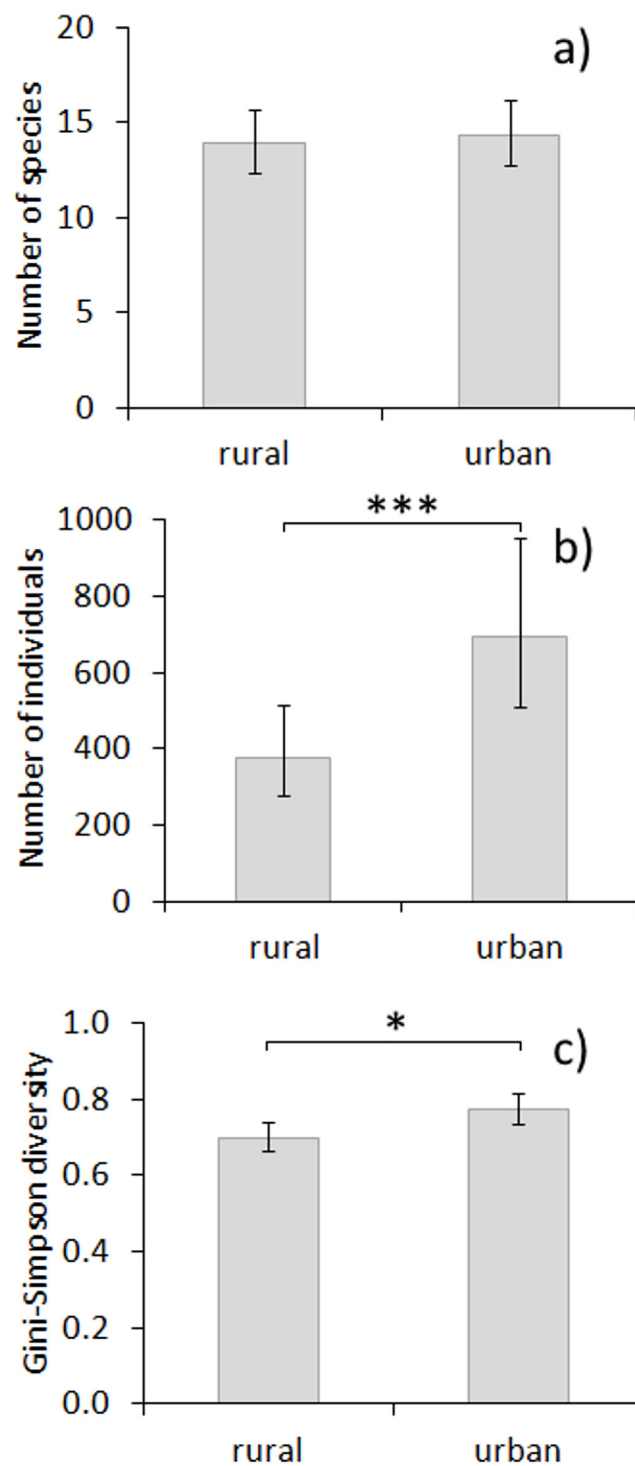 a)
Number of species
20
15
10
5
0
rural urban
***
b)
Number of individuals
1000
800
600
400
200
0
rural urban
*
c)
Gini-Simpson diversity
1.0
0.8
0.6
0.4
0.2
0.0
rural urban